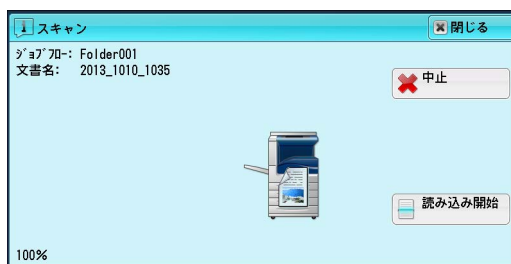 スキャン
閉じる
ｼﾞｮﾌﾞﾌﾛｰ: Folder001
文書名: 2013_1010_1035
中止
読み込み開始
100%